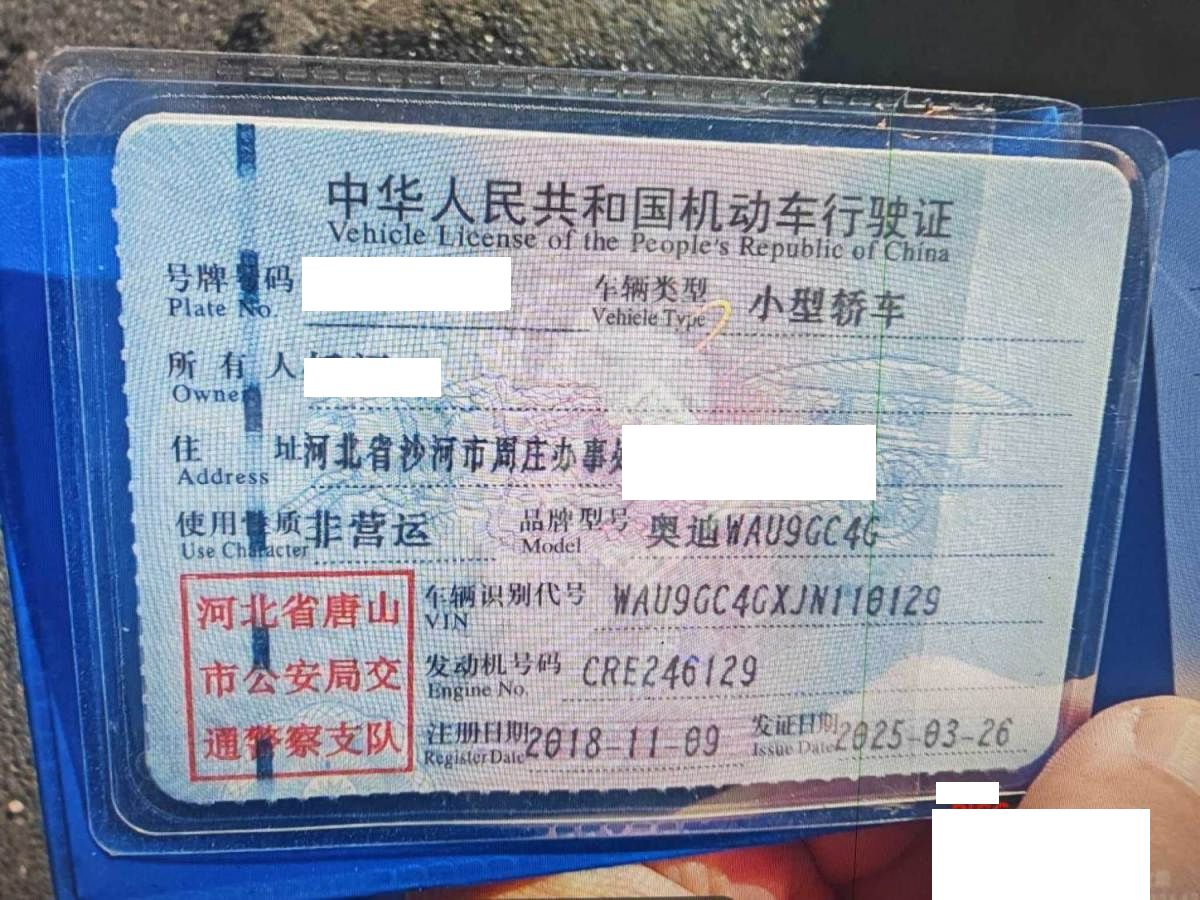 中华人民共和国机动车行驶证
Vehicle License of the People's Republic of China
号牌号码
Plate No.
车辆类型 小型轿车
Vehicle Type
所有人
Owner
住址 河北省沙河市周庄办事处
Address
使用性质 非营运
Use Character
品牌型号 奥迪WAU9GC4G
Model
河北省唐山
市公安局交
通警察支队
车辆识别代号 WAU9GC4GXJN110129
VIN
发动机号码 CRE246129
Engine No.
注册日期 2018-11-09
Register Date
发证日期 2025-03-26
Issue Date